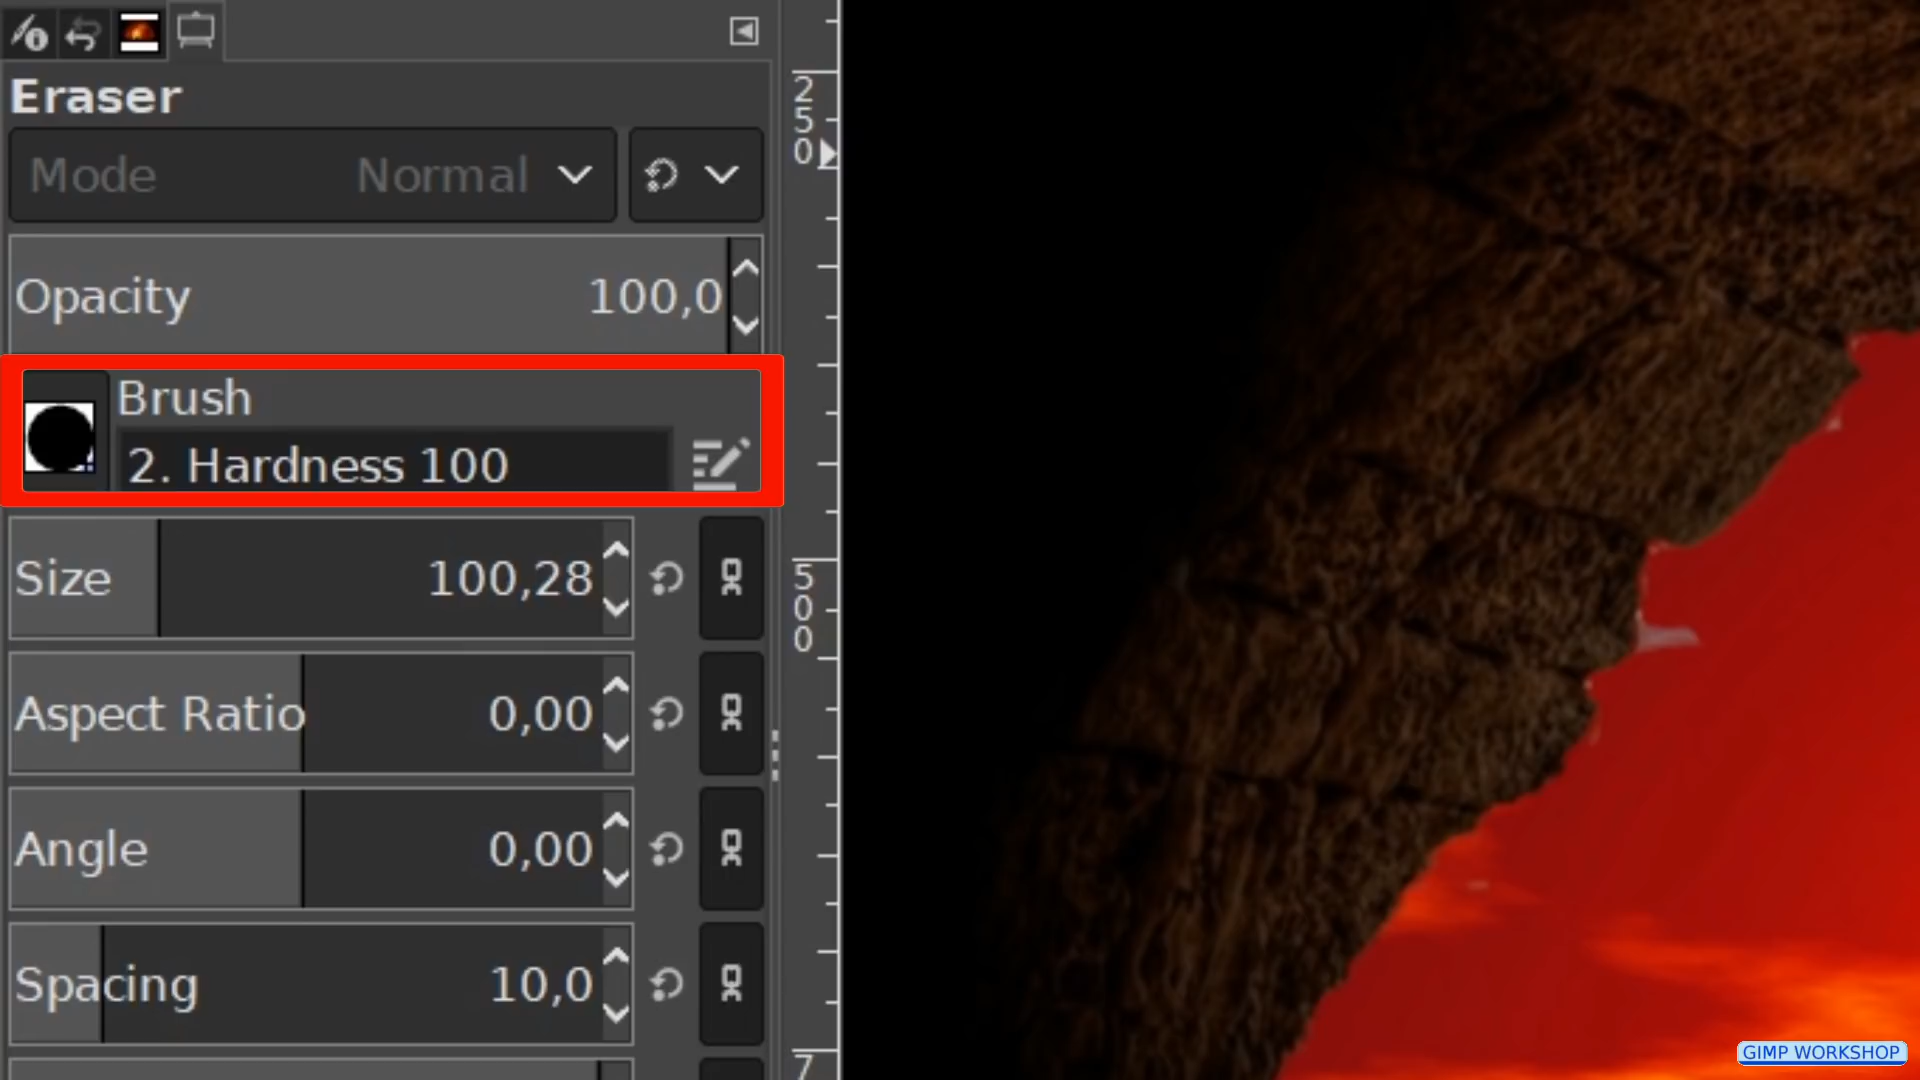 Eraser
Mode Normal
Opacity 100,0
Brush
2. Hardness 100
Size 100,28
Aspect Ratio 0,00
Angle 0,00
Spacing 10,0
250
500
7
GIMP WORKSHOP